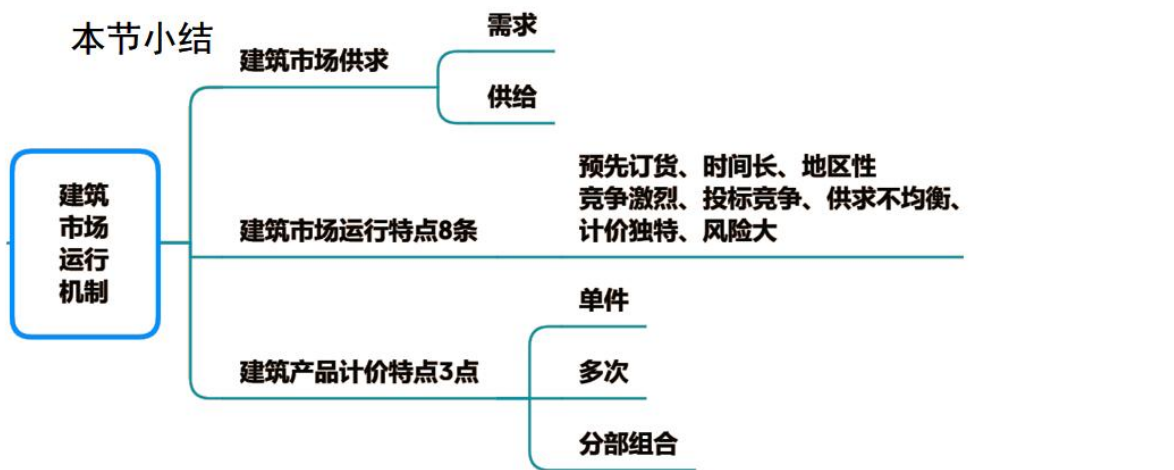 本节小结
建筑
市场
运行
机制
建筑市场供求
需求
供给
建筑市场运行特点8条
预先订货、时间长、地区性
竞争激烈、投标竞争、供求不均衡、
计价独特、风险大
建筑产品计价特点3点
单件
多次
分部组合